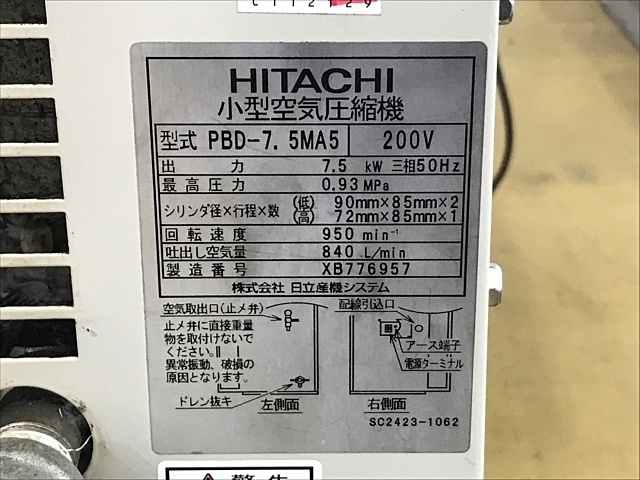 C112129
HITACHI
小型空気圧縮機
型式 PBD-7.5MA5 200V
出力 7.5 kW 三相50Hz
最高圧力 0.93 MPa
シリンダ径×行程×数 (低) 90mm×85mm×2
(高) 72mm×85mm×1
回転速度 950 min⁻¹
吐出し空気量 840 L/min
製造番号 XB776957
株式会社 日立産機システム
空気取出口(止メ弁)
止メ弁に直接重量
物を取付けないで
ください。
異常振動、破損の
原因となります。
ドレン抜キ
左側面
配線引込口
アース端子
電源ターミナル
右側面
SC2423-1062
警告